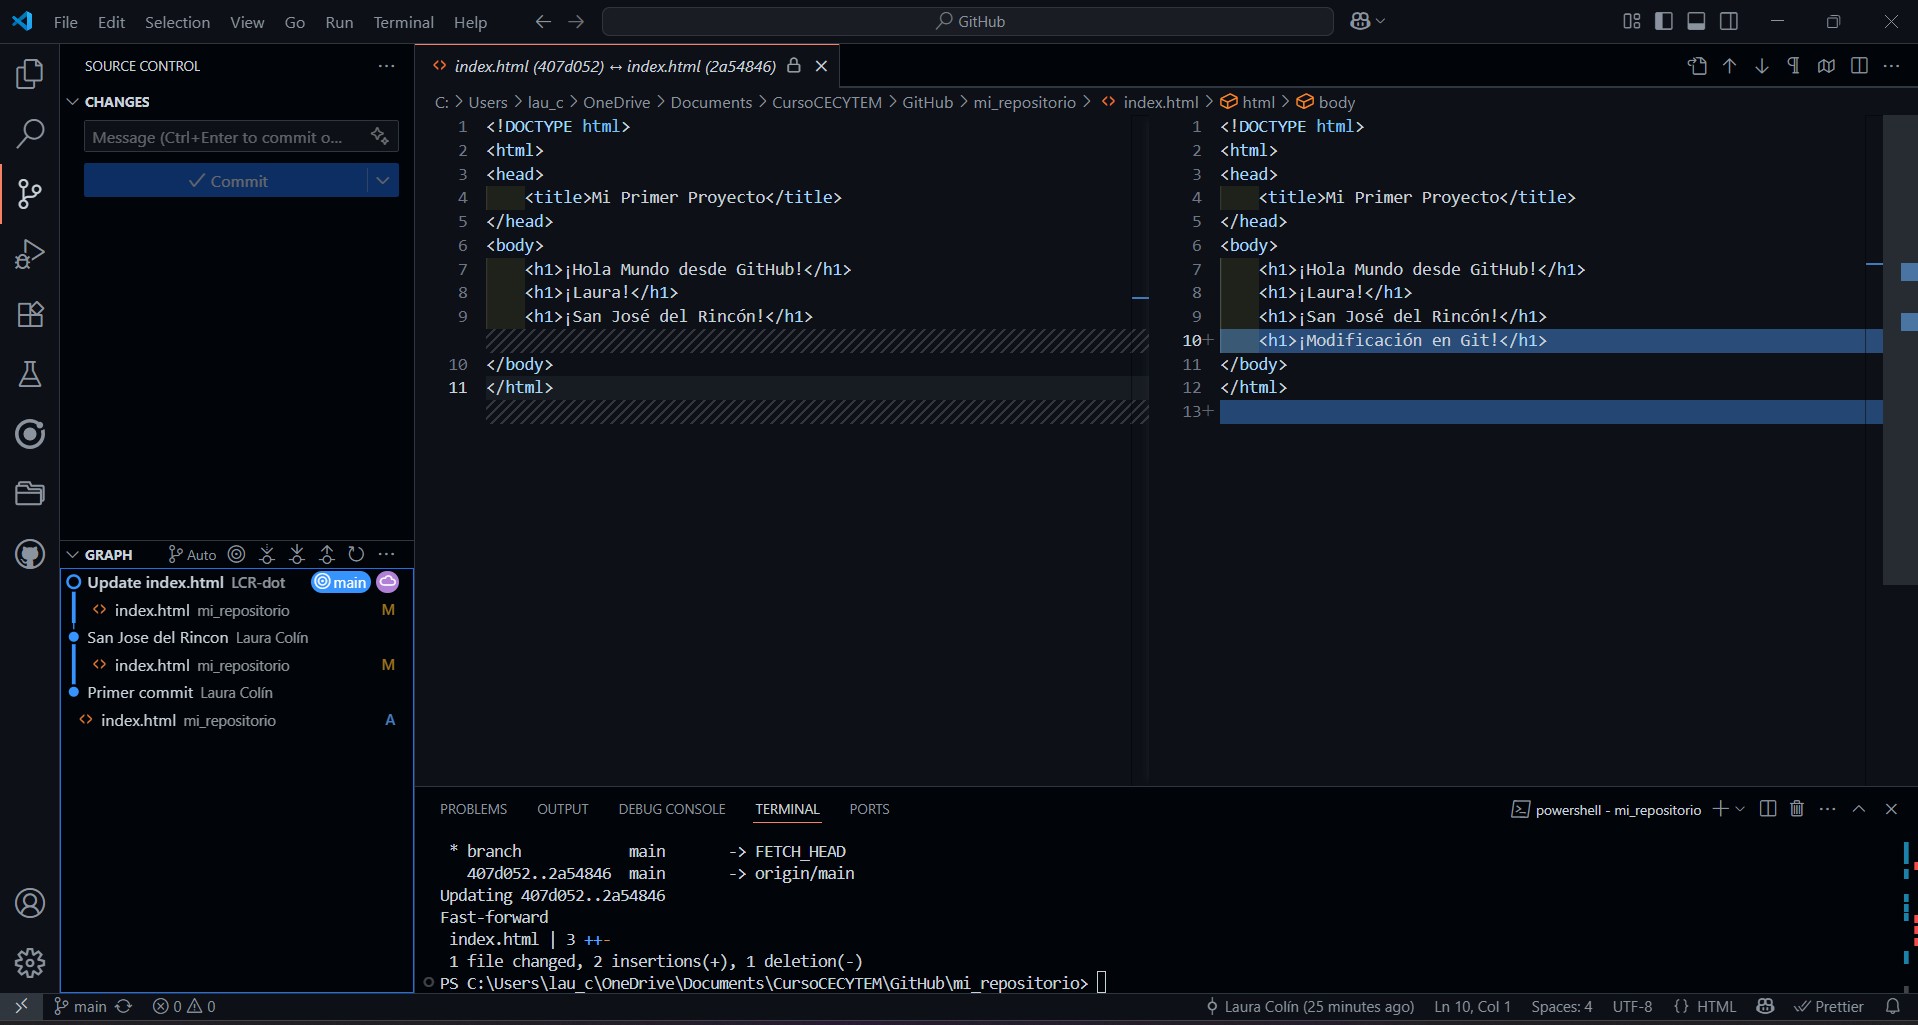 File Edit Selection View Go Run Terminal Help
GitHub
SOURCE CONTROL
CHANGES
Message (Ctrl+Enter to commit o...
Commit
index.html (407d052) ↔ index.html (2a54846)
C: > Users > lau_c > OneDrive > Documents > CursoCECYTEM > GitHub > mi_repositorio > index.html > html > body
1 <!DOCTYPE html>
2 <html>
3 <head>
4 <title>Mi Primer Proyecto</title>
5 </head>
6 <body>
7 <h1>¡Hola Mundo desde GitHub!</h1>
8 <h1>¡Laura!</h1>
9 <h1>¡San José del Rincón!</h1>
10 </body>
11 </html>
1 <!DOCTYPE html>
2 <html>
3 <head>
4 <title>Mi Primer Proyecto</title>
5 </head>
6 <body>
7 <h1>¡Hola Mundo desde GitHub!</h1>
8 <h1>¡Laura!</h1>
9 <h1>¡San José del Rincón!</h1>
10+ <h1>¡Modificación en Git!</h1>
11 </body>
12 </html>
13+
GRAPH Auto
Update index.html LCR-dot main
index.html mi_repositorio M
San Jose del Rincon Laura Colín
index.html mi_repositorio M
Primer commit Laura Colín
index.html mi_repositorio A
PROBLEMS OUTPUT DEBUG CONSOLE TERMINAL PORTS
powershell - mi_repositorio
* branch main -> FETCH_HEAD
407d052..2a54846 main -> origin/main
Updating 407d052..2a54846
Fast-forward
index.html | 3 ++-
1 file changed, 2 insertions(+), 1 deletion(-)
PS C:\Users\lau_c\OneDrive\Documents\CursoCECYTEM\GitHub\mi_repositorio>
main 0 0 Laura Colín (25 minutes ago) Ln 10, Col 1 Spaces: 4 UTF-8 {} HTML Prettier